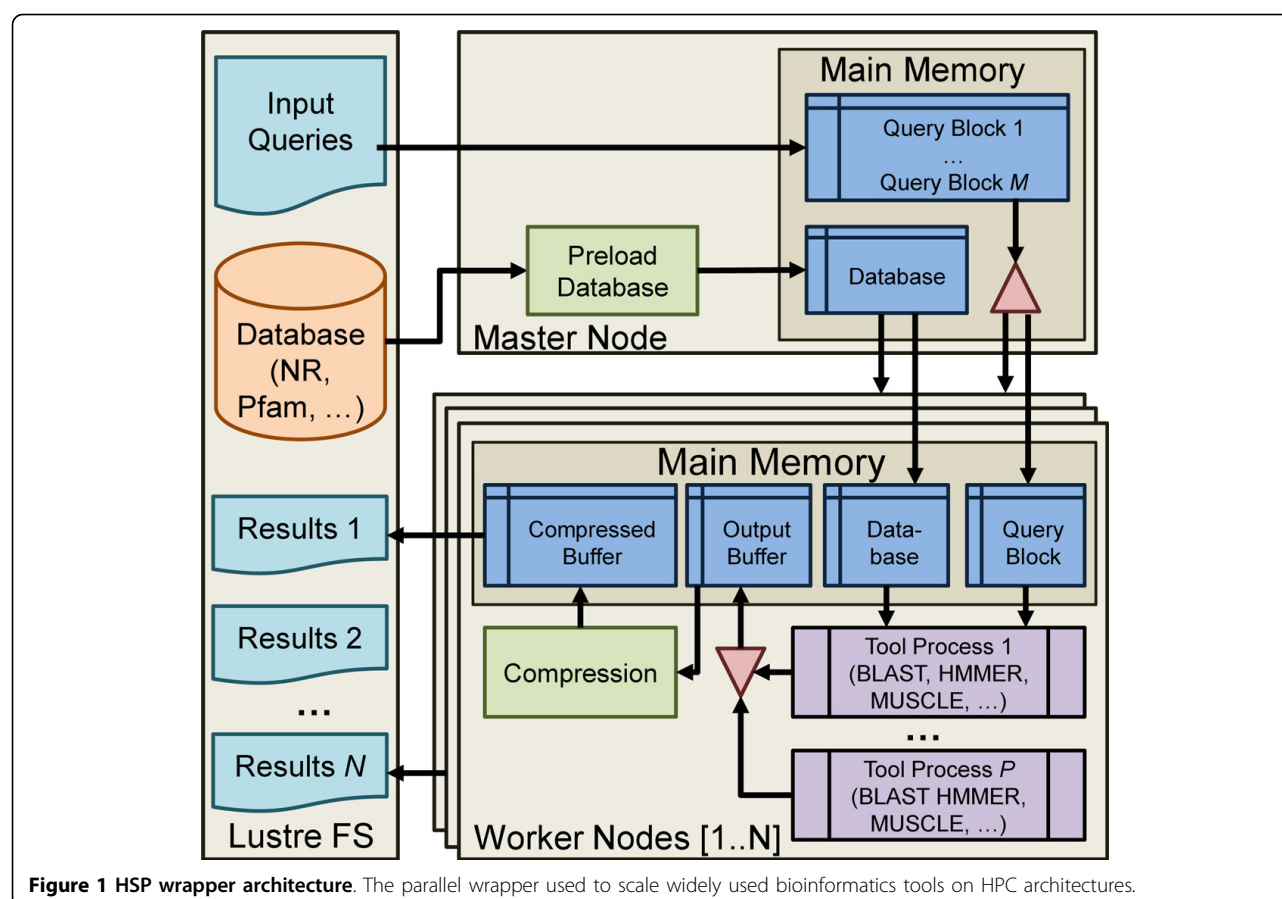 Input
Queries
Database
(NR,
Pfam, ...)
Results 1
Results 2
...
Results N
Lustre FS
Main Memory
Query Block 1
...
Query Block M
Preload
Database
Database
Master Node
Main Memory
Compressed
Buffer
Output
Buffer
Data-
base
Query
Block
Compression
Tool Process 1
(BLAST, HMMER,
MUSCLE, ...)
...
Tool Process P
(BLAST HMMER,
MUSCLE, ...)
Worker Nodes [1..N]
Figure 1 HSP wrapper architecture. The parallel wrapper used to scale widely used bioinformatics tools on HPC architectures.